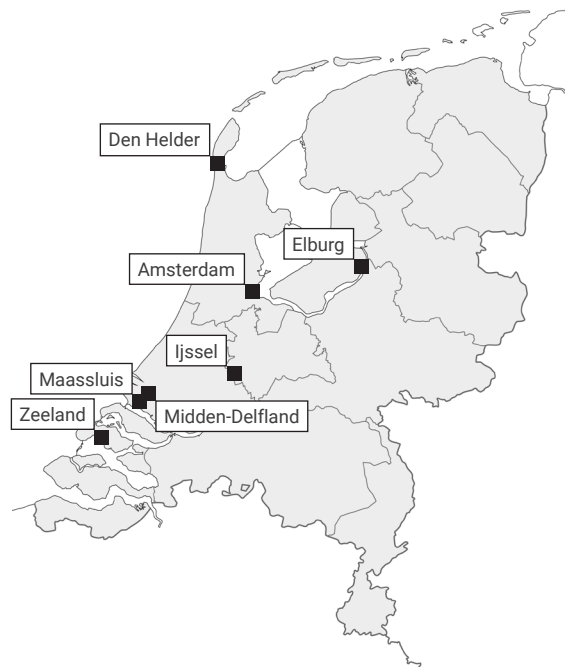 Den Helder
Elburg
Amsterdam
Ijssel
Maassluis
Zeeland
Midden-Delfland